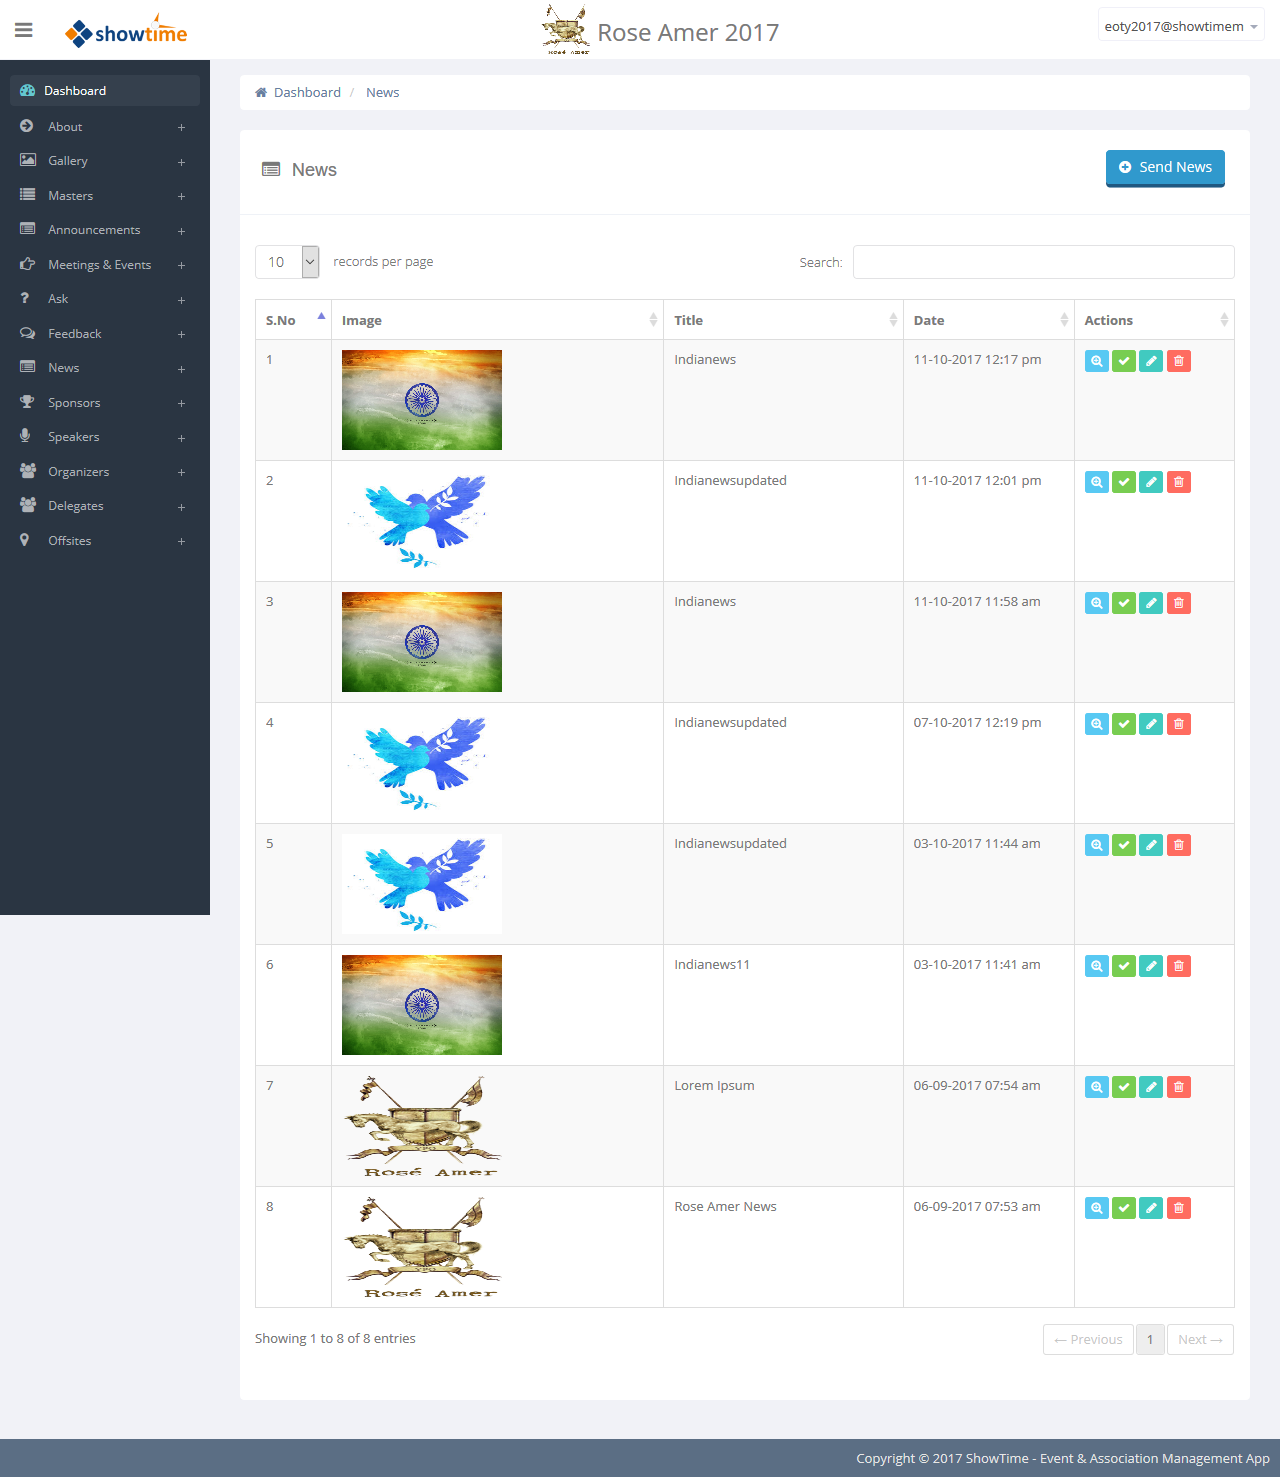 showtime
Rosé Amer
Rose Amer 2017
eoty2017@showtimem
Dashboard
About +
Gallery +
Masters +
Announcements +
Meetings & Events +
Ask +
Feedback +
News +
Sponsors +
Speakers +
Organizers +
Delegates +
Offsites +
Dashboard / News
News
Send News
10 records per page
Search:
S.No Image Title Date Actions
1 Indianews 11-10-2017 12:17 pm
2 Indianewsupdated 11-10-2017 12:01 pm
3 Indianews 11-10-2017 11:58 am
4 Indianewsupdated 07-10-2017 12:19 pm
5 Indianewsupdated 03-10-2017 11:44 am
6 Indianews11 03-10-2017 11:41 am
7 Lorem Ipsum 06-09-2017 07:54 am
YPO
Rosé Amer
8 Rose Amer News 06-09-2017 07:53 am
YPO
Rosé Amer
Showing 1 to 8 of 8 entries
← Previous 1 Next →
Copyright © 2017 ShowTime - Event & Association Management App